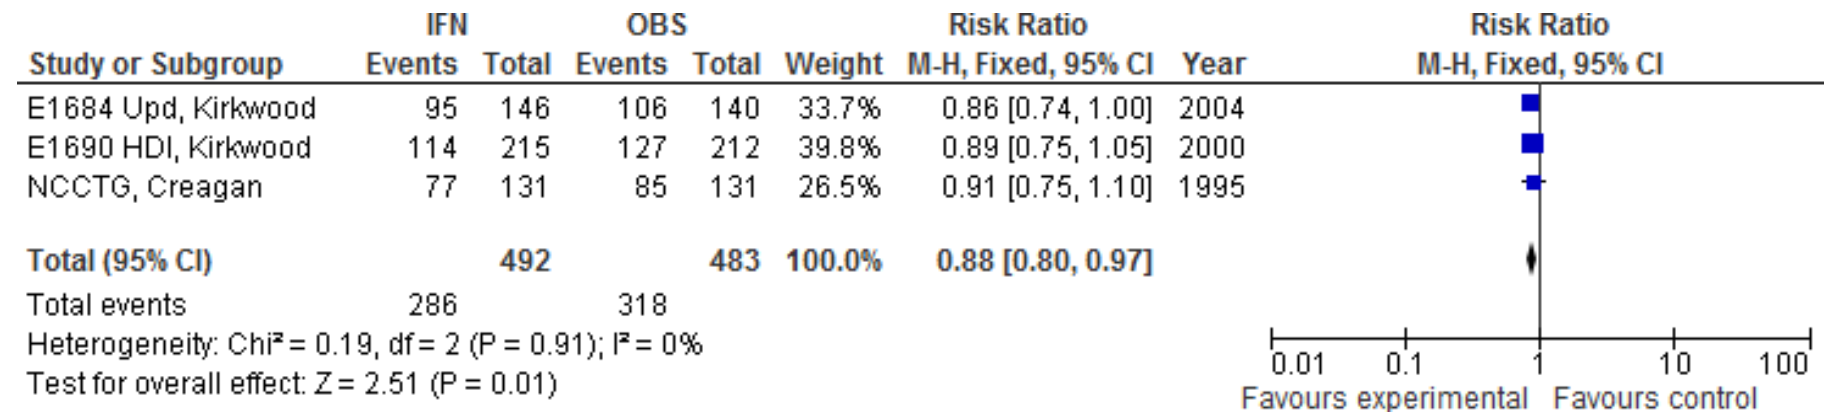 IFN OBS Risk Ratio Risk Ratio
Study or Subgroup Events Total Events Total Weight M-H, Fixed, 95% CI Year M-H, Fixed, 95% CI
E1684 Upd, Kirkwood 95 146 106 140 33.7% 0.86 [0.74, 1.00] 2004
E1690 HDI, Kirkwood 114 215 127 212 39.8% 0.89 [0.75, 1.05] 2000
NCCTG, Creagan 77 131 85 131 26.5% 0.91 [0.75, 1.10] 1995
Total (95% CI) 492 483 100.0% 0.88 [0.80, 0.97]
Total events 286 318
Heterogeneity: Chi² = 0.19, df = 2 (P = 0.91); I² = 0%
Test for overall effect: Z = 2.51 (P = 0.01)
0.01 0.1 1 10 100
Favours experimental Favours control